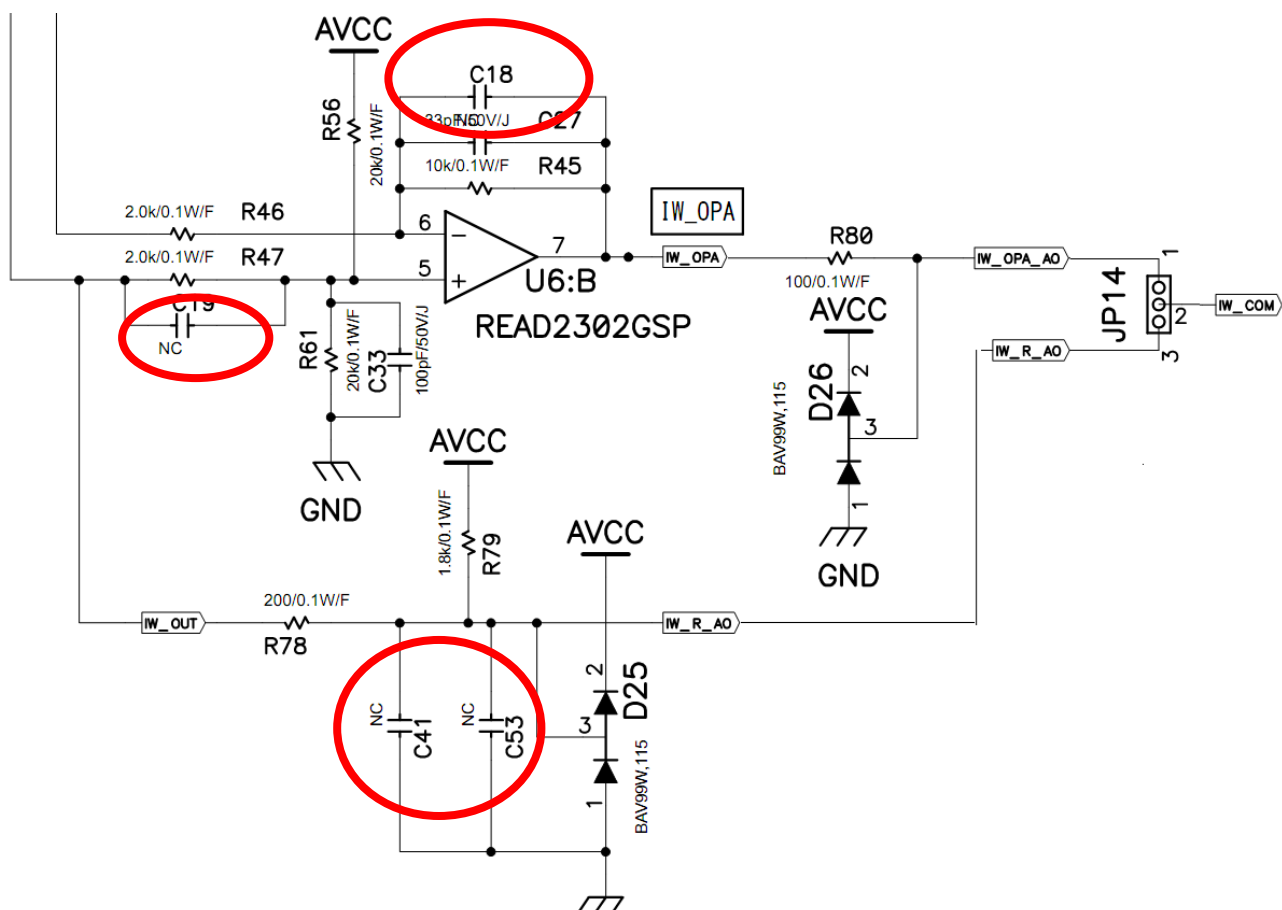 AVCC
C18
33pF/50V/J
NC
C27
R56
20k/0.1W/F
10k/0.1W/F
R45
2.0k/0.1W/F
R46
6
7
IW_OPA
IW_OPA
R80
100/0.1W/F
IW_OPA_AO
1
2.0k/0.1W/F
R47
5
U6:B
READ2302GSP
C19
NC
R61
20k/0.1W/F
C33
100pF/50V/J
GND
AVCC
2
D26
3
BAV99W,115
1
GND
JP14
2
IW_COM
3
IW_R_AO
AVCC
1.8k/0.1W/F
R79
AVCC
IW_OUT
200/0.1W/F
R78
IW_R_AO
NC
C41
NC
C53
2
D25
3
1
BAV99W,115